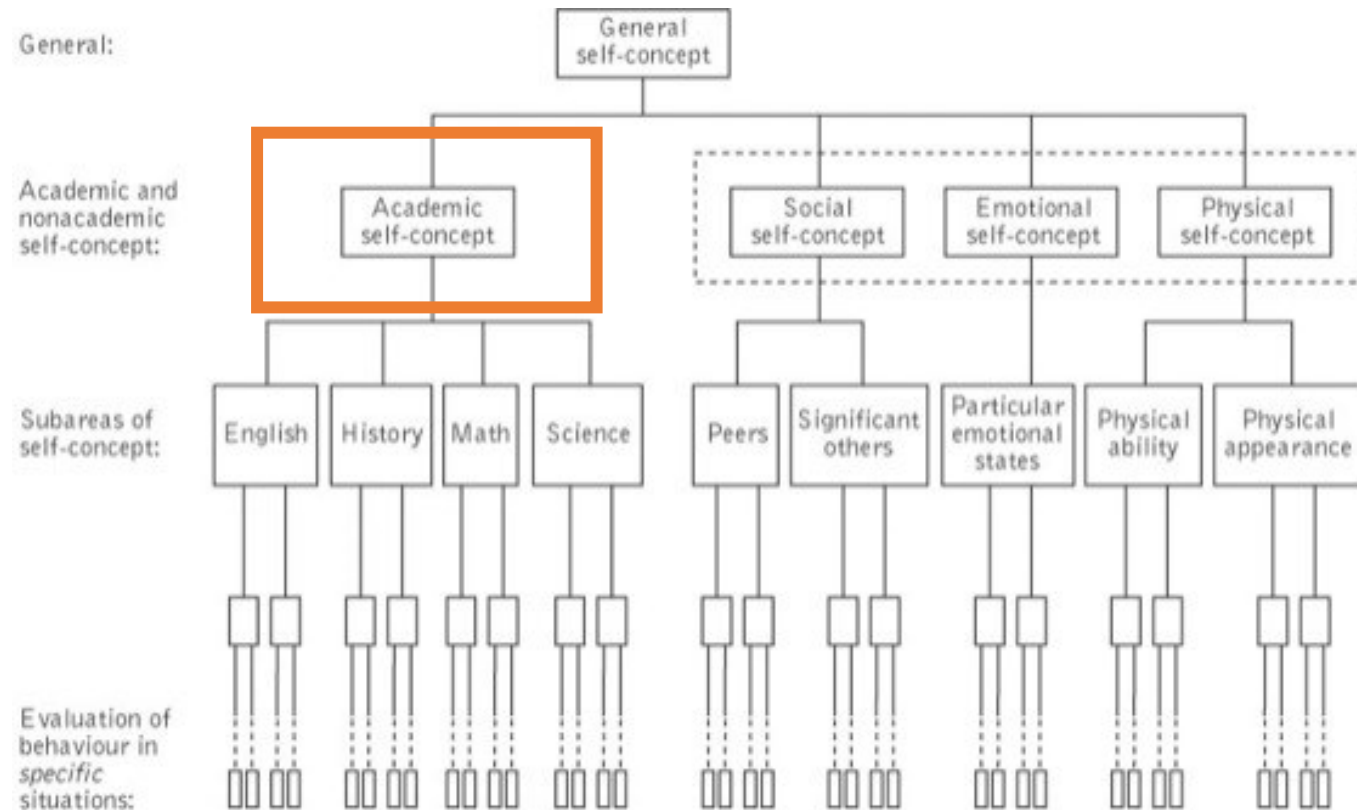 General:
General
self-concept
Academic and
nonacademic
self-concept:
Academic
self-concept
Social
self-concept
Emotional
self-concept
Physical
self-concept
Subareas of
self-concept:
English
History
Math
Science
Peers
Significant
others
Particular
emotional
states
Physical
ability
Physical
appearance
Evaluation of
behaviour in
specific
situations: